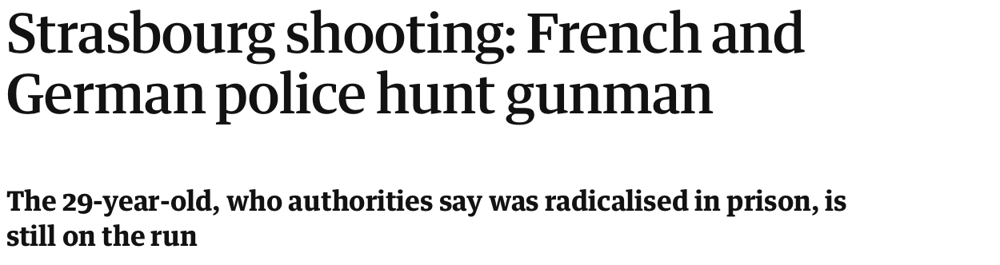 Strasbourg shooting: French and
German police hunt gunman
The 29-year-old, who authorities say was radicalised in prison, is
still on the run